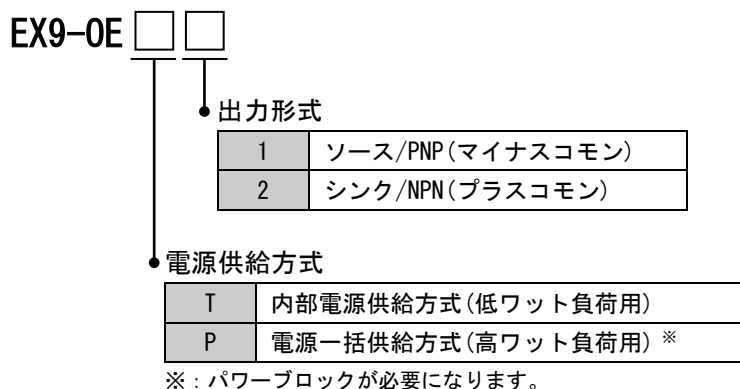 EX9-OE □ □
出力形式
1 ソース/PNP(マイナスコモン)
2 シンク/NPN(プラスコモン)
電源供給方式
T 内部電源供給方式(低ワット負荷用)
P 電源一括供給方式(高ワット負荷用) ※
※：パワーブロックが必要になります。